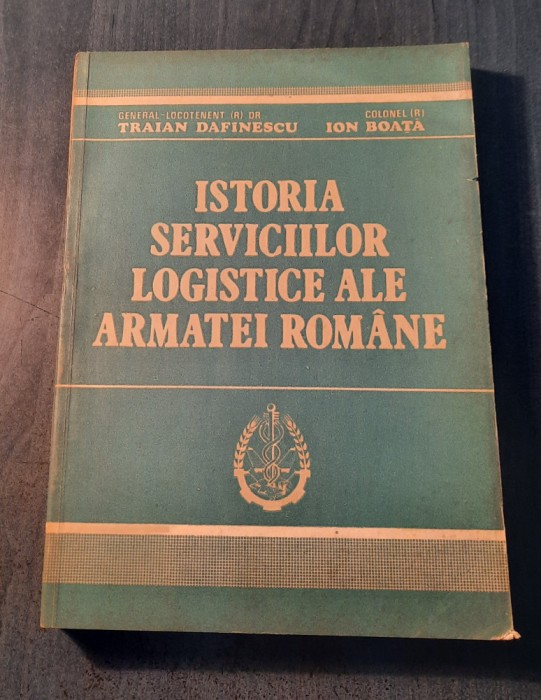 GENERAL-LOCOTENENT (R) DR
TRAIAN DAFINESCU
COLONEL (R)
ION BOAȚĂ
ISTORIA
SERVICIILOR
LOGISTICE ALE
ARMATEI ROMÂNE